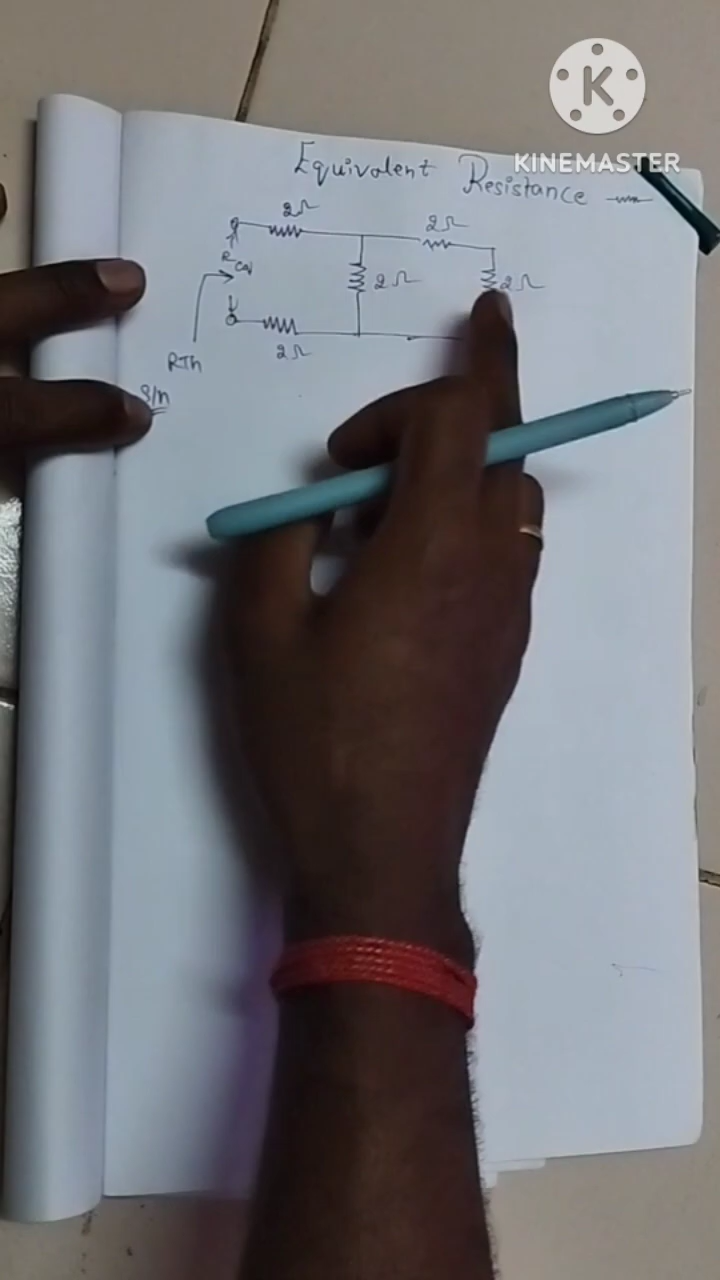 K
KINEMASTER
Equivalent Resistance
2Ω
2Ω
Req
2Ω
2Ω
2Ω
RTh
S/n